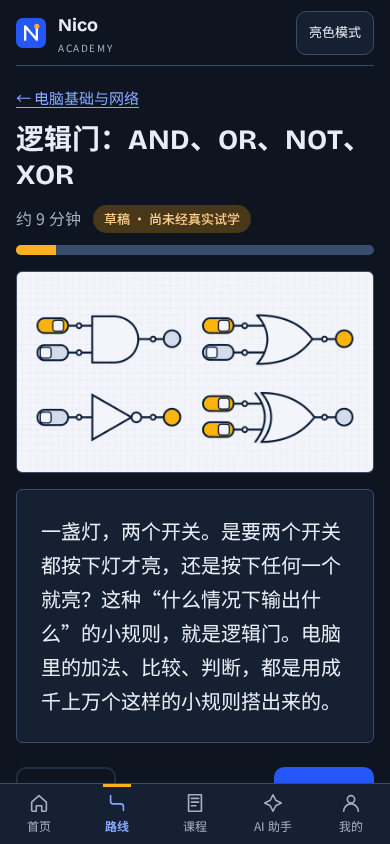 Nico
ACADEMY
亮色模式
← 电脑基础与网络
逻辑门：AND、OR、NOT、
XOR
约 9 分钟
草稿 · 尚未经真实试学
一盏灯，两个开关。是要两个开关
都按下灯才亮，还是按下任何一个
就亮？这种“什么情况下输出什
么”的小规则，就是逻辑门。电脑
里的加法、比较、判断，都是用成
千上万个这样的小规则搭出来的。
首页
路线
课程
AI 助手
我的